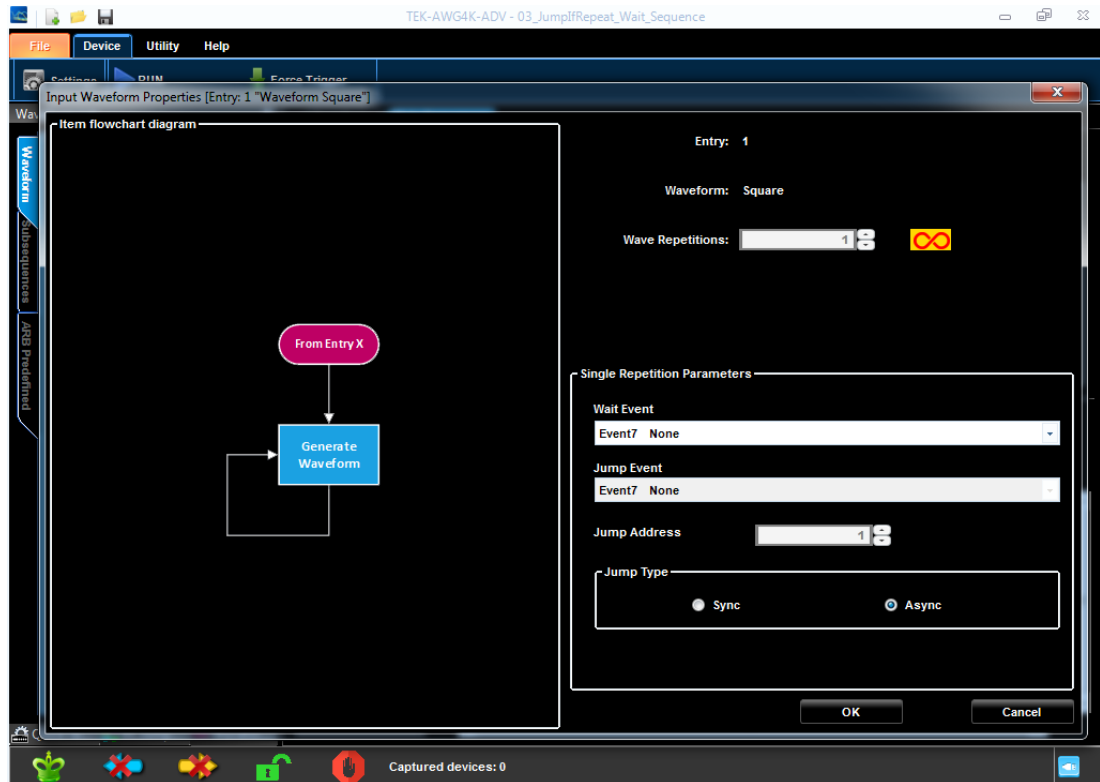 TEK-AWG4K-ADV - 03_JumpIfRepeat_Wait_Sequence
File Device Utility Help
Settings RUN Force Trigger
Input Waveform Properties [Entry: 1 "Waveform Square"]
Wav
Waveform
Subsequences
ARB Predefined
Item flowchart diagram
From Entry X
Generate
Waveform
Entry: 1
Waveform: Square
Wave Repetitions: 1
Single Repetition Parameters
Wait Event
Event7 None
Jump Event
Event7 None
Jump Address 1
Jump Type
Sync Async
OK Cancel
Captured devices: 0